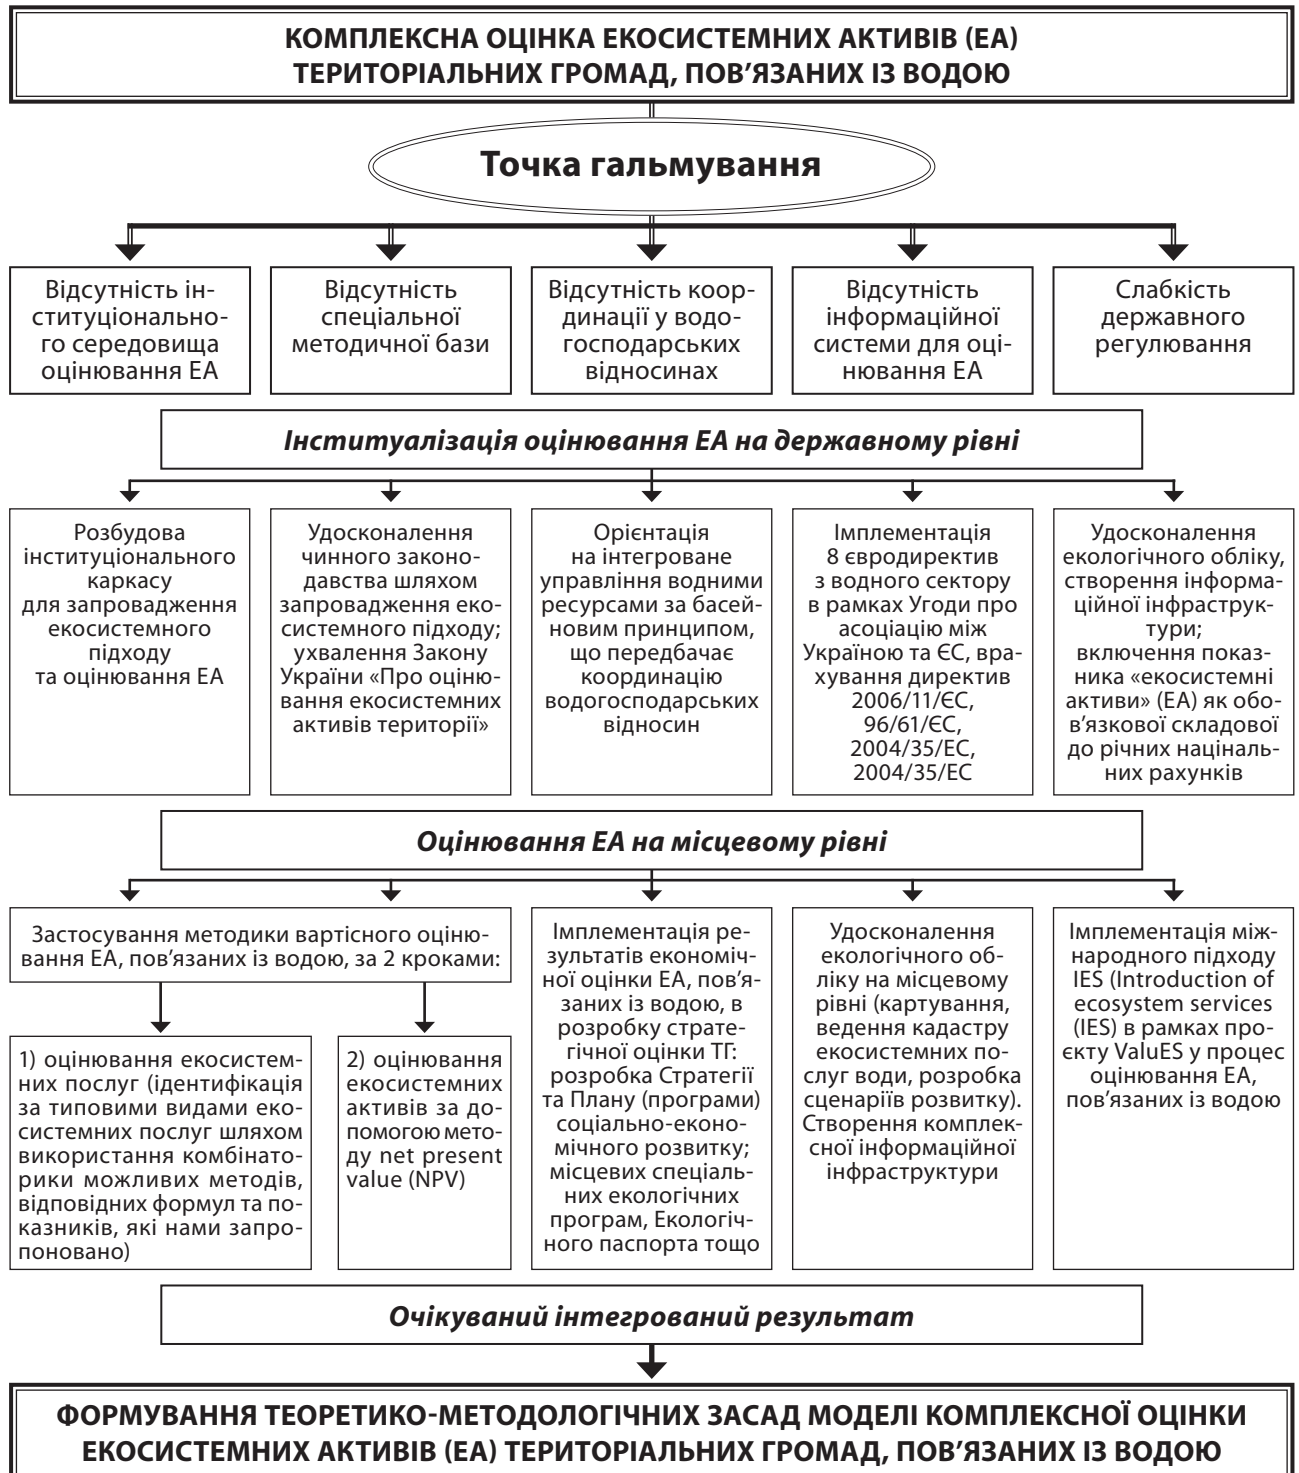 КОМПЛЕКСНА ОЦІНКА ЕКОСИСТЕМНИХ АКТИВІВ (ЕА)
ТЕРИТОРІАЛЬНИХ ГРОМАД, ПОВ’ЯЗАНИХ ІЗ ВОДОЮ
Точка гальмування
Відсутність ін-
ституціонально-
го середовища
оцінювання ЕА
Відсутність
спеціальної
методичної бази
Відсутність коор-
динації у водо-
господарських
відносинах
Відсутність
інформаційної
системи для оці-
нювання ЕА
Слабкість
державного
регулювання
Інституалізація оцінювання ЕА на державному рівні
Розбудова
інституціонального
каркасу
для запровадження
екосистемного
підходу
та оцінювання ЕА
Удосконалення
чинного законо-
давства шляхом
запровадження еко-
системного підходу;
ухвалення Закону
України «Про оціню-
вання екосистемних
активів території»
Орієнтація
на інтегроване
управління водними
ресурсами за басей-
новим принципом,
що передбачає
координацію
водогосподарських
відносин
Імплементація
8 євродиректив
з водного сектору
в рамках Угоди про
асоціацію між
Україною та ЄС, вра-
хування директив
2006/11/ЄС,
96/61/ЄС,
2004/35/ЕС,
2004/35/ЕС
Удосконалення
екологічного обліку,
створення інформа-
ційної інфраструк-
тури;
включення показ-
ника «екосистемні
активи» (ЕА) як обо-
в’язкової складової
до річних націналь-
них рахунків
Оцінювання ЕА на місцевому рівні
Застосування методики вартісного оціню-
вання ЕА, пов’язаних із водою, за 2 кроками:
1) оцінювання екосистем-
них послуг (ідентифікація
за типовими видами еко-
системних послуг шляхом
використання комбінато-
рики можливих методів,
відповідних формул та по-
казників, які нами запро-
поновано)
2) оцінювання
екосистемних
активів за до-
помогою мето-
ду net present
value (NPV)
Імплементація ре-
зультатів економіч-
ної оцінки ЕА, пов’я-
заних із водою, в
розробку страте-
гічної оцінки ТГ:
розробка Стратегії
та Плану (програми)
соціально-еконо-
мічного розвитку;
місцевих спеціаль-
них екологічних
програм, Екологіч-
ного паспорта тощо
Удосконалення
екологічного об-
ліку на місцевому
рівні (картування,
ведення кадастру
екосистемних по-
слуг води, розробка
сценаріїв розвитку).
Створення комплек-
сної інформаційної
інфраструктури
Імплементація між-
народного підходу
IES (Introduction of
ecosystem services
(IES) в рамках про-
єкту ValuES у процес
оцінювання ЕА,
пов’язаних із водою
Очікуваний інтегрований результат
ФОРМУВАННЯ ТЕОРЕТИКО-МЕТОДОЛОГІЧНИХ ЗАСАД МОДЕЛІ КОМПЛЕКСНОЇ ОЦІНКИ
ЕКОСИСТЕМНИХ АКТИВІВ (ЕА) ТЕРИТОРІАЛЬНИХ ГРОМАД, ПОВ’ЯЗАНИХ ІЗ ВОДОЮ